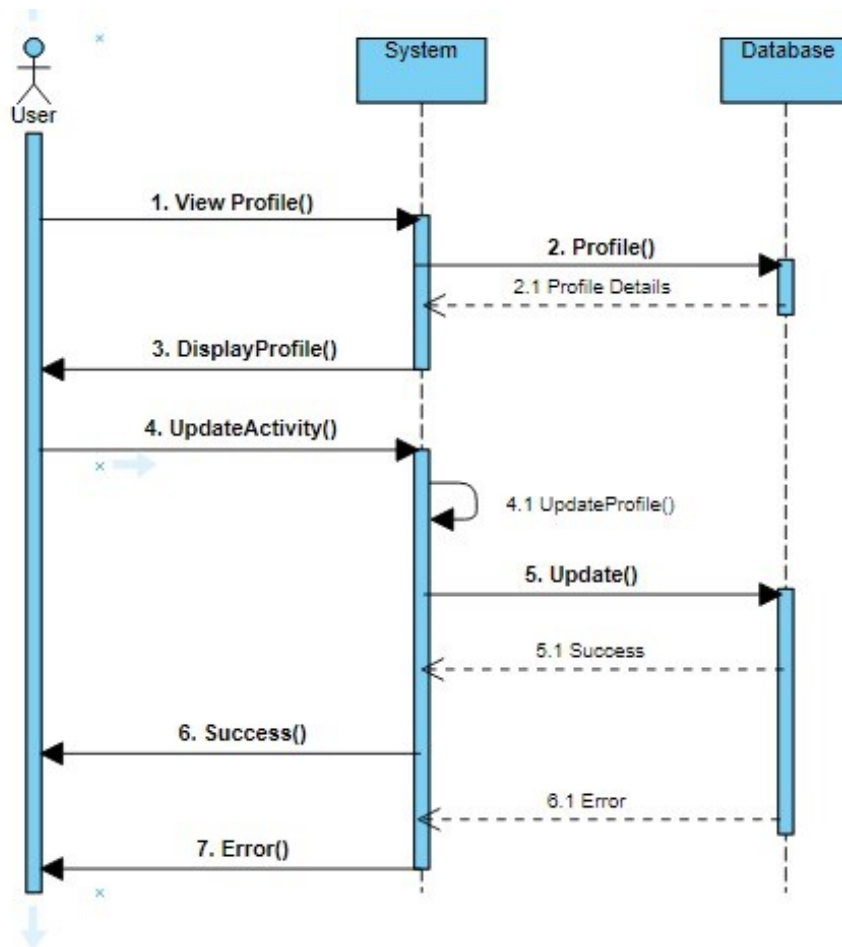 System
Database
User
1. View Profile()
2. Profile()
2.1 Profile Details
3. DisplayProfile()
4. UpdateActivity()
4.1 UpdateProfile()
5. Update()
5.1 Success
6. Success()
6.1 Error
7. Error()